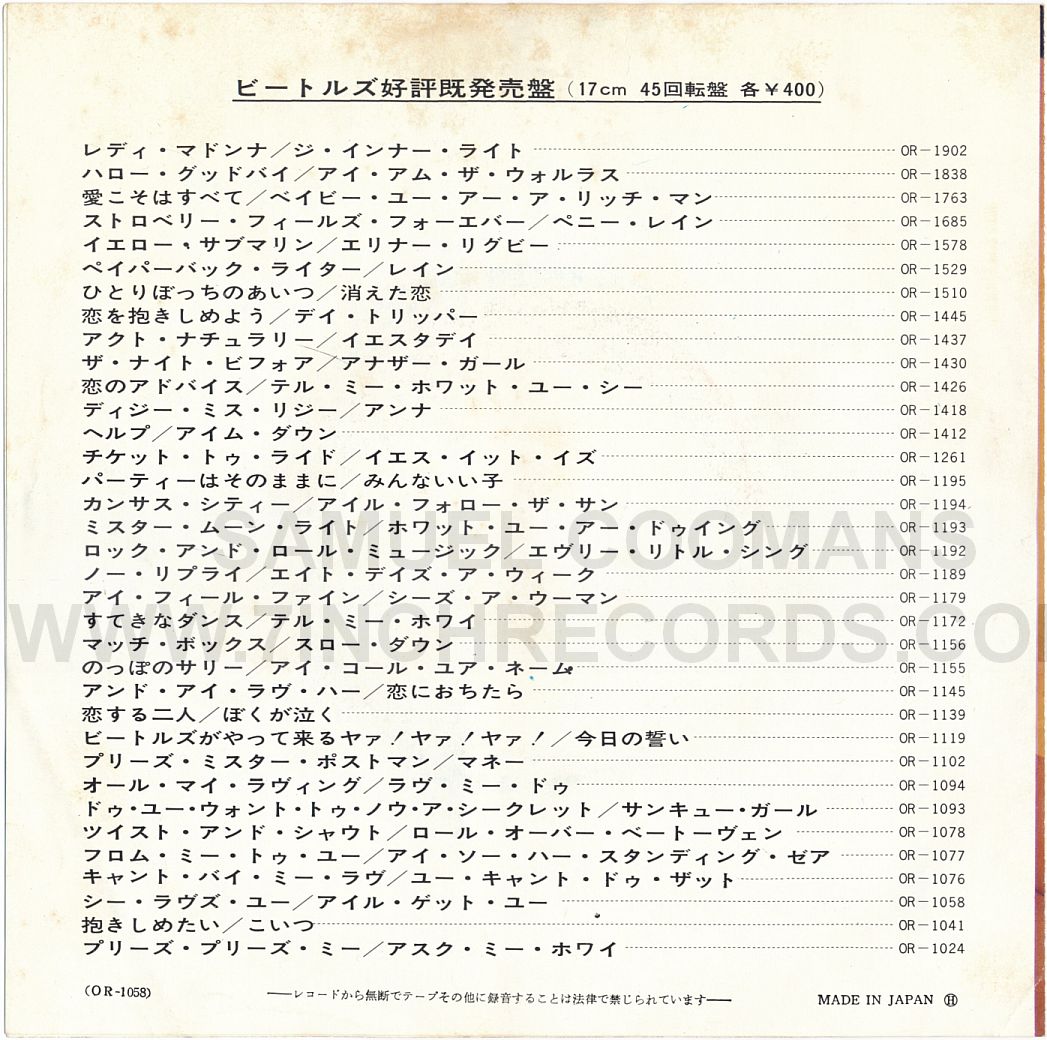 ビートルズ好評既発売盤（17cm 45回転盤 各￥400）
レディ・マドンナ／ジ・インナー・ライト OR－1902
ハロー・グッドバイ／アイ・アム・ザ・ウォルラス OR－1838
愛こそはすべて／ベイビー・ユー・アー・ア・リッチ・マン OR－1763
ストロベリー・フィールズ・フォーエバー／ペニー・レイン OR－1685
イエロー・サブマリン／エリナー・リグビー OR－1578
ペイパーバック・ライター／レイン OR－1529
ひとりぼっちのあいつ／消えた恋 OR－1510
恋を抱きしめよう／デイ・トリッパー OR－1445
アクト・ナチュラリー／イエスタデイ OR－1437
ザ・ナイト・ビフォア／アナザー・ガール OR－1430
恋のアドバイス／テル・ミー・ホワット・ユー・シー OR－1426
ディジー・ミス・リジー／アンナ OR－1418
ヘルプ／アイム・ダウン OR－1412
チケット・トゥ・ライド／イエス・イット・イズ OR－1261
パーティーはそのままに／みんないい子 OR－1195
カンサス・シティー／アイル・フォロー・ザ・サン OR－1194
ミスター・ムーン・ライト／ホワット・ユー・アー・ドゥイング OR－1193
ロック・アンド・ロール・ミュージック／エヴリー・リトル・シング OR－1192
ノー・リプライ／エイト・デイズ・ア・ウィーク OR－1189
アイ・フィール・ファイン／シーズ・ア・ウーマン OR－1179
すてきなダンス／テル・ミー・ホワイ OR－1172
マッチ・ボックス／スロー・ダウン OR－1156
のっぽのサリー／アイ・コール・ユア・ネーム OR－1155
アンド・アイ・ラヴ・ハー／恋におちたら OR－1145
恋する二人／ぼくが泣く OR－1139
ビートルズがやって来るヤァ！ヤァ！ヤァ！／今日の誓い OR－1119
プリーズ・ミスター・ポストマン／マネー OR－1102
オール・マイ・ラヴィング／ラヴ・ミー・ドゥ OR－1094
ドゥ・ユー・ウォント・トゥ・ノウ・ア・シークレット／サンキュー・ガール OR－1093
ツイスト・アンド・シャウト／ロール・オーバー・ベートーヴェン OR－1078
フロム・ミー・トゥ・ユー／アイ・ソー・ハー・スタンディング・ゼア OR－1077
キャント・バイ・ミー・ラヴ／ユー・キャント・ドゥ・ザット OR－1076
シー・ラヴズ・ユー／アイル・ゲット・ユー OR－1058
抱きしめたい／こいつ OR－1041
プリーズ・プリーズ・ミー／アスク・ミー・ホワイ OR－1024
(OR-1058) ──レコードから無断でテープその他に録音することは法律で禁じられています── MADE IN JAPAN Ⓗ
SAMUEL COOMANS
WWW.7INCHRECORDS.CO